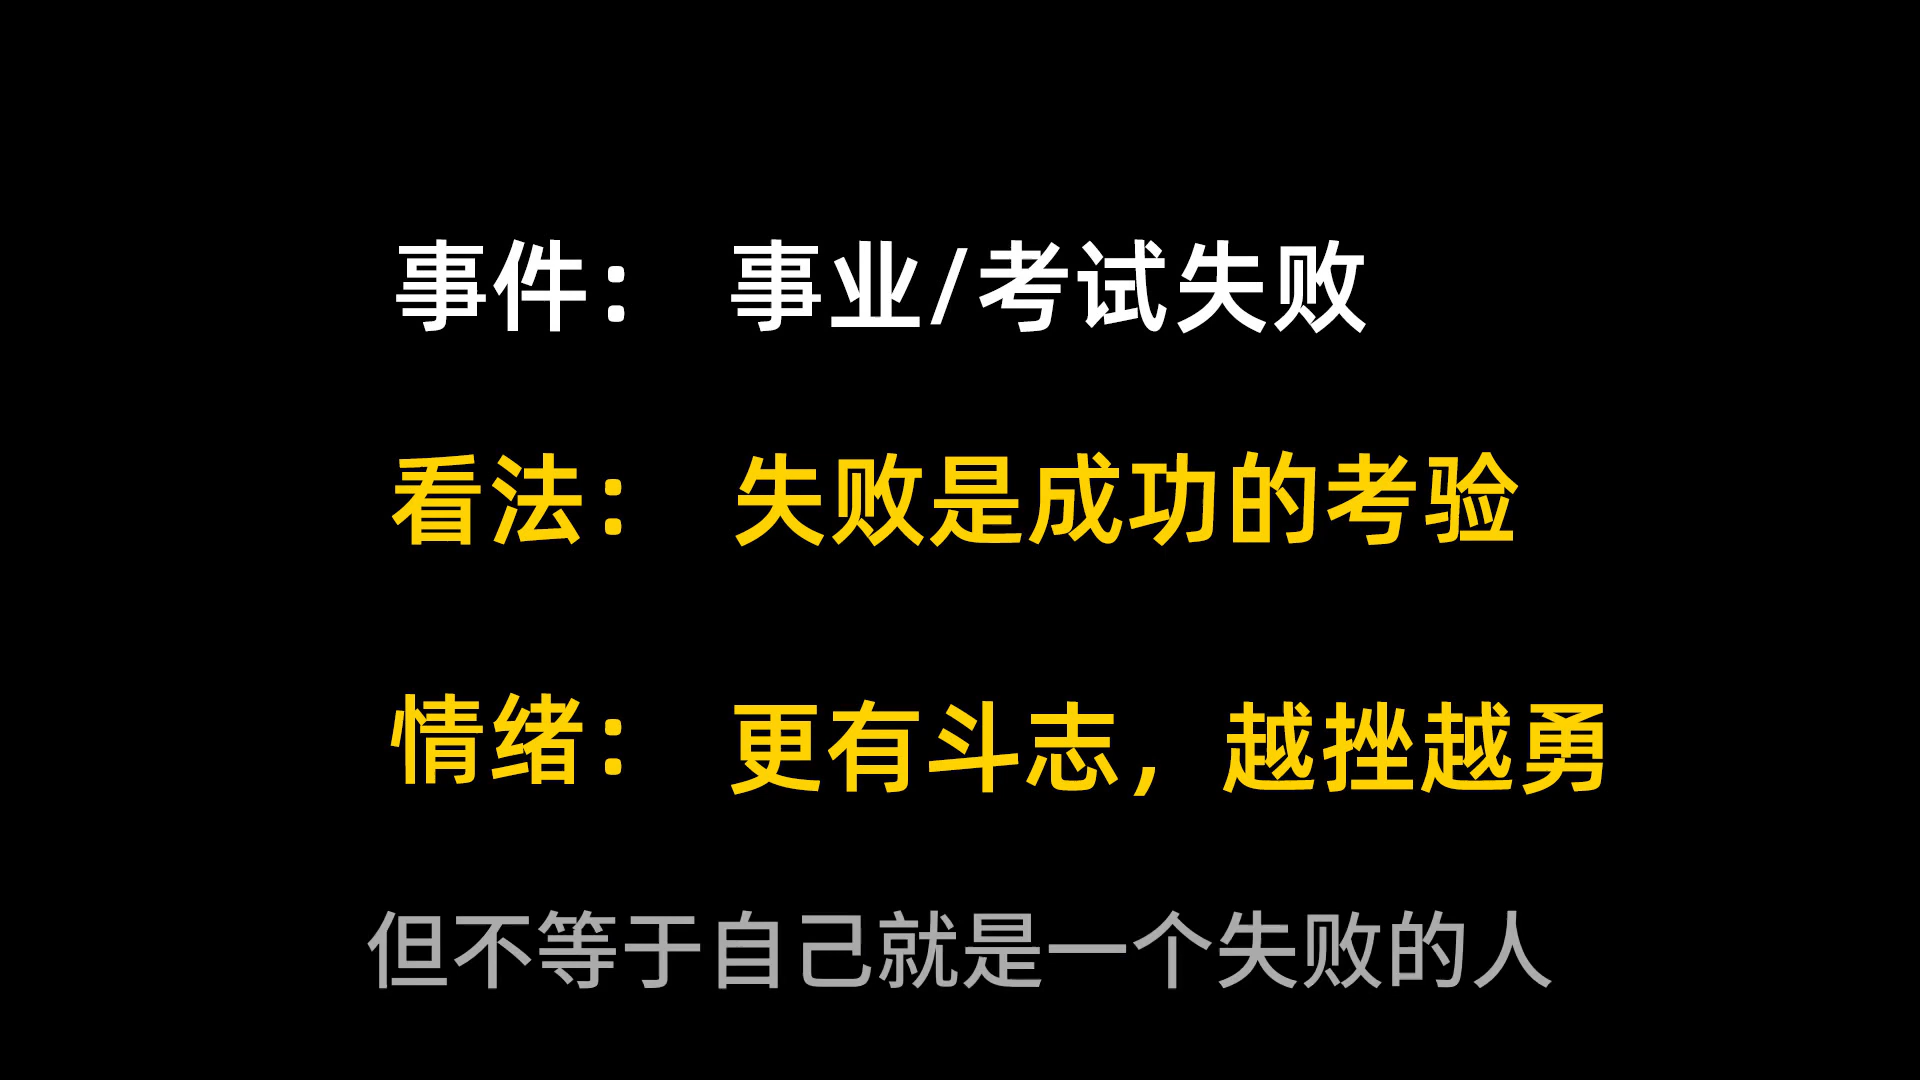 事件： 事业/考试失败
看法： 失败是成功的考验
情绪： 更有斗志，越挫越勇
但不等于自己就是一个失败的人